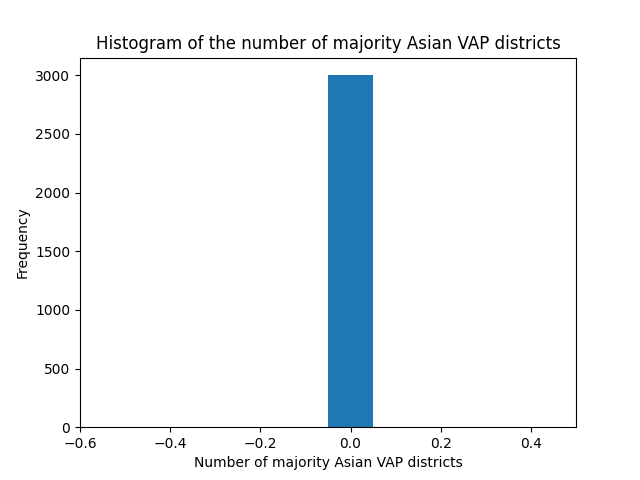 Histogram of the number of majority Asian VAP districts
3000
2500
2000
1500
1000
500
0
Frequency
−0.6 −0.4 −0.2 0.0 0.2 0.4
Number of majority Asian VAP districts